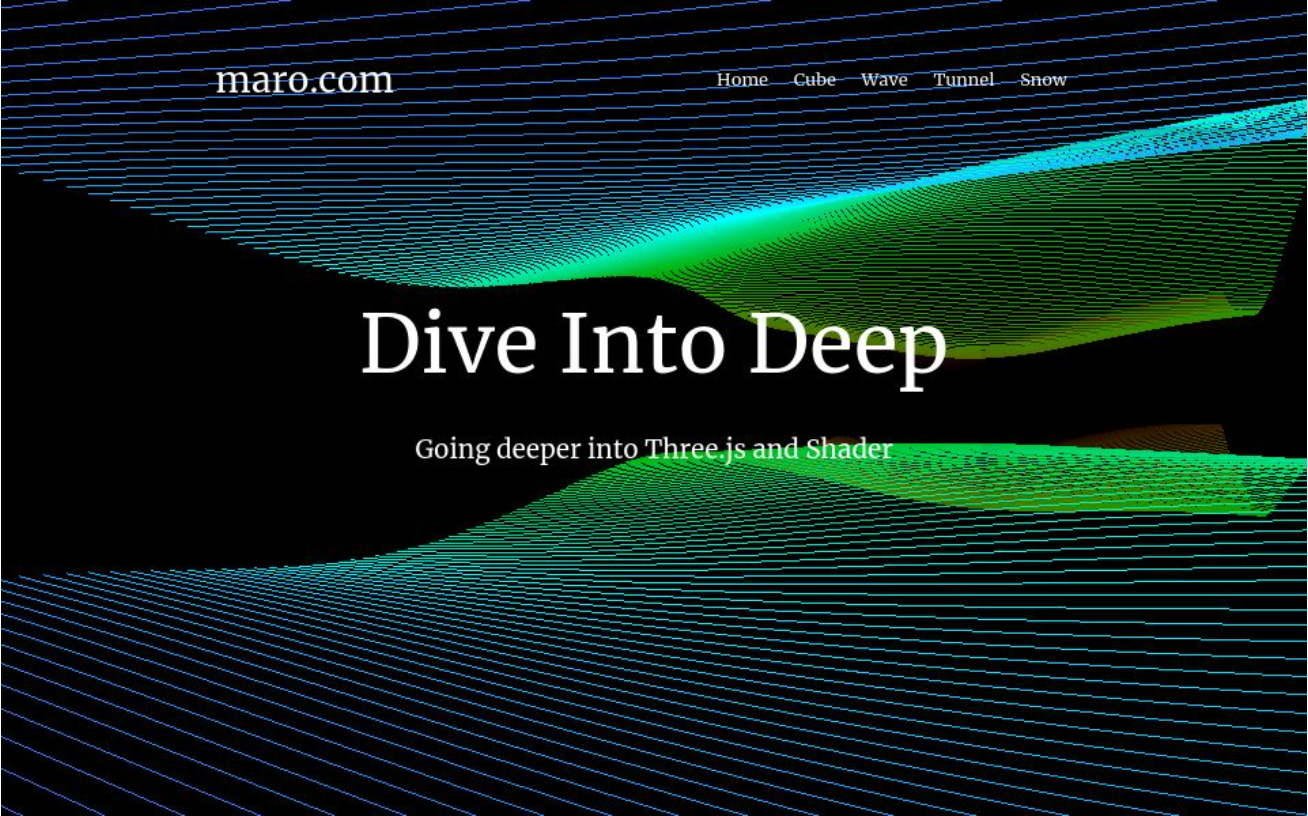 maro.com
Home Cube Wave Tunnel Snow
Dive Into Deep
Going deeper into Three.js and Shader